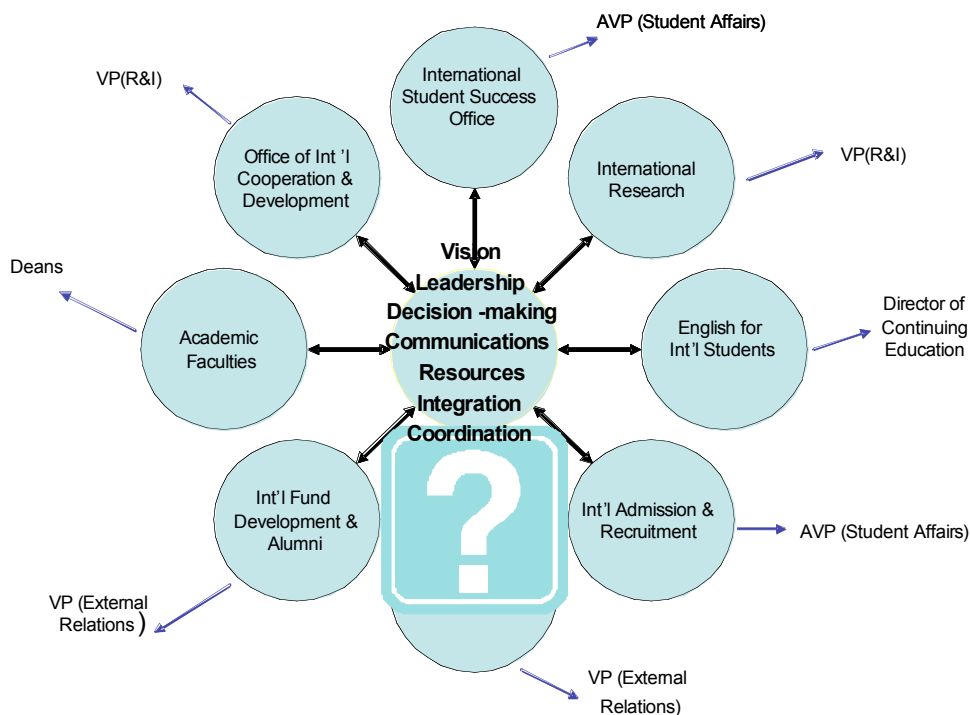 AVP (Student Affairs)
International
Student Success
Office
VP(R&I)
Office of Int 'l
Cooperation &
Development
International
Research
VP(R&I)
Deans
Academic
Faculties
Vision
Leadership
Decision -making
Communications
Resources
Integration
Coordination
English for
Int'l Students
Director of
Continuing
Education
Int'l Fund
Development &
Alumni
?
Int'l Admission &
Recruitment
AVP (Student Affairs)
VP (External
Relations )
VP (External
Relations)